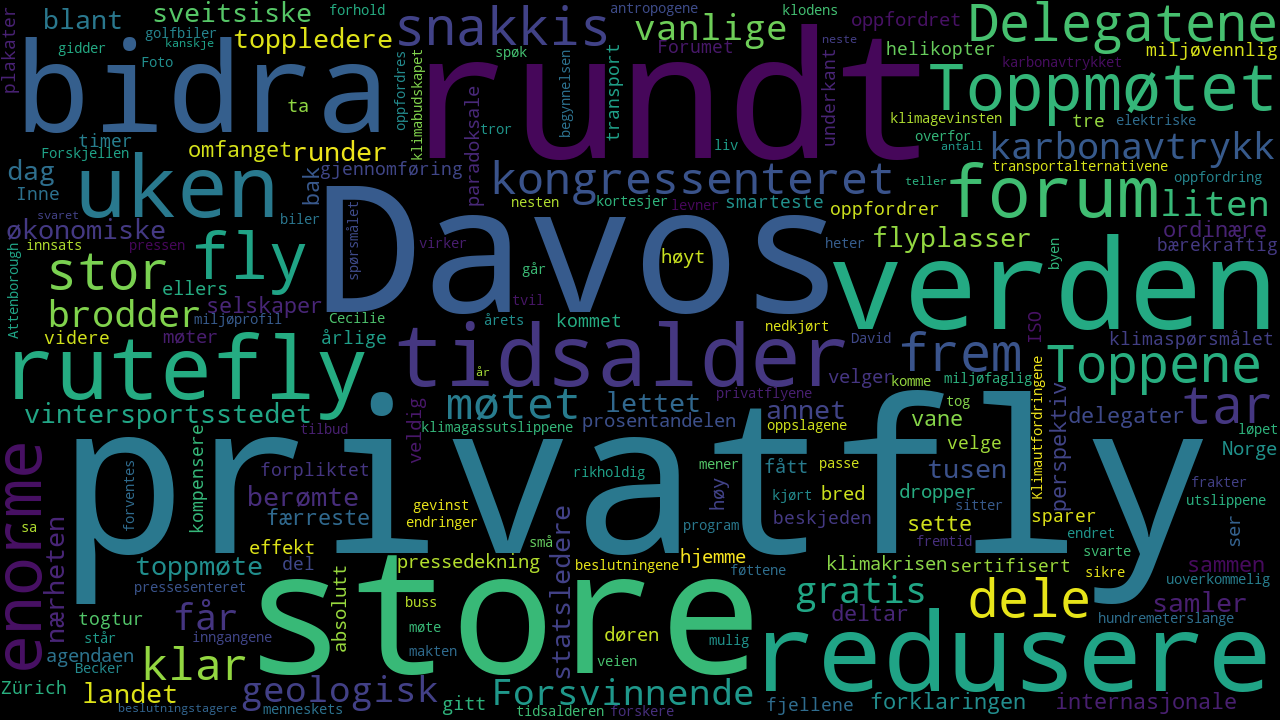 privatfly
Davos
rundt
store
verden
bidra
redusere
rutefly
tidsalder
enorme
uken
forum
Toppmøtet
Delegatene
Toppene
fly
stor
snakkis
kongressenteret
karbonavtrykk
møtet
frem
tar
dele
klar
gratis
geologisk
Forsvinnende
brodder
vanlige
liten
får
toppledere
blant
sveitsiske
forhold
antropogene
klodens
oppfordret
plakater
gidder
golfbiler
kanskje
Foto
ta
spøk
Forumet
neste
helikopter
miljøvennlig
karbonavtrykket
oppfordres
klimabudskapet
begynnelsen
transport
underkant
klimagevinsten
tre
elektriske
timer
Forskjellen
omfanget
runder
paradoksale
tror
liv
overfor
antall
transportalternativene
dag
Inne
bak
gjennomføring
nesten
kortesjer
levner
smarteste
oppfordrer
teller
oppfordring
økonomiske
svaret
biler
spørsmålet
virker
høyt
heter
flyplasser
byen
ordinære
bærekraftig
innsats
pressen
Attenborough
ellers
selskaper
går
tvil
videre
møter
miljøprofil
Cecilie
årlige
årets
kommet
nedkjørt
David
ISO
klimaspørsmålet
år
privatflyene
velger
komme
miljøfaglig
vintersportsstedet
tilbud
veldig
klimagassutslippene
lettet
prosentandelen
annet
oppslagene
vane
tog
Klimautfordringene
perspektiv
delegater
løpet
Norge
nærheten
forventes
kompensere
forpliktet
rikholdig
mener
fått
passe
velge
tusen
frakter
sa
berømte
færreste
gevinst
endringer
høy
kjørt
bred
beskjeden
dropper
sitter
sette
fremtid
sparer
endret
utslippene
ser
svarte
effekt
del
toppmøte
pressesenteret
pressedekning
små
statsledere
beslutningene
program
hjemme
føttene
klimakrisen
sertifisert
sikre
sammen
uoverkommelig
absolutt
buss
møte
makten
døren
veien
mulig
deltar
samler
hundremeterslange
togtur
står
inngangene
agendaen
Becker
Zürich
landet
beslutningstagere
menneskets
gitt
tidsalderen
forskere
fjellene
forklaringen
internasjonale